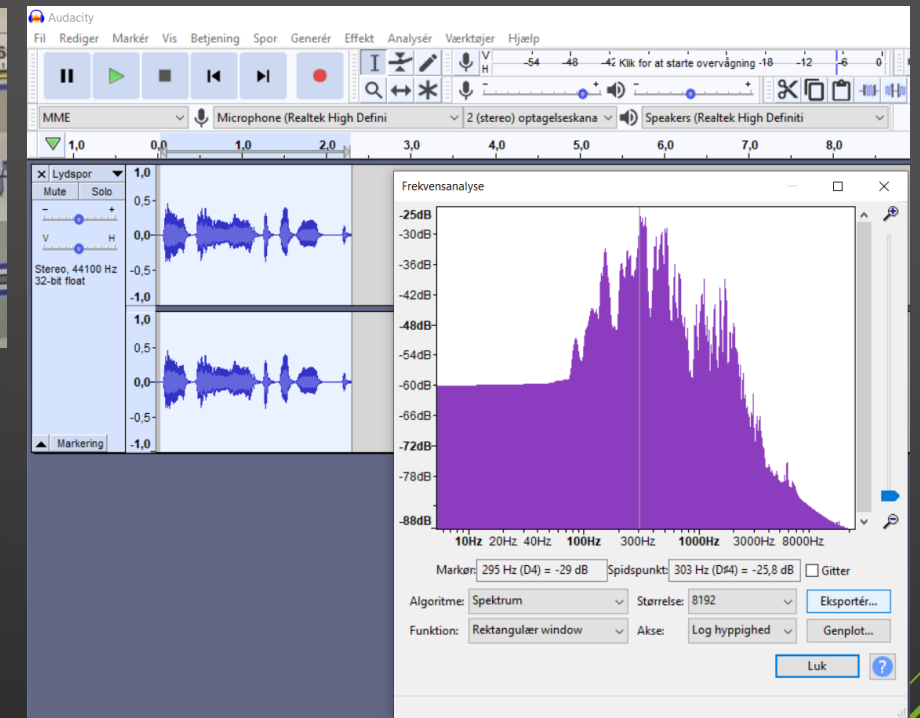 Audacity
Fil Rediger Markér Vis Betjening Spor Generér Effekt Analysér Værktøjer Hjælp
V
H
-54 -48 -42 Klik for at starte overvågning -18 -12 -6 0
- +
- +
MME Microphone (Realtek High Defini 2 (stereo) optagelseskana Speakers (Realtek High Definiti
1,0 0,0 1,0 2,0 3,0 4,0 5,0 6,0 7,0 8,0
X Lydspor
Mute Solo
- +
V H
Stereo, 44100 Hz
32-bit float
1,0
0,5-
0,0-
-0,5-
-1,0
1,0
0,5-
0,0-
-0,5-
-1,0
Markering
Frekvensanalyse
-25dB
-30dB
-36dB
-42dB
-48dB
-54dB
-60dB
-66dB
-72dB
-78dB
-88dB
10Hz 20Hz 40Hz 100Hz 300Hz 1000Hz 3000Hz 8000Hz
Markør: 295 Hz (D4) = -29 dB Spidspunkt: 303 Hz (D#4) = -25,8 dB Gitter
Algoritme: Spektrum Størrelse: 8192 Eksportér...
Funktion: Rektangulær window Akse: Log hyppighed Genplot...
Luk ?